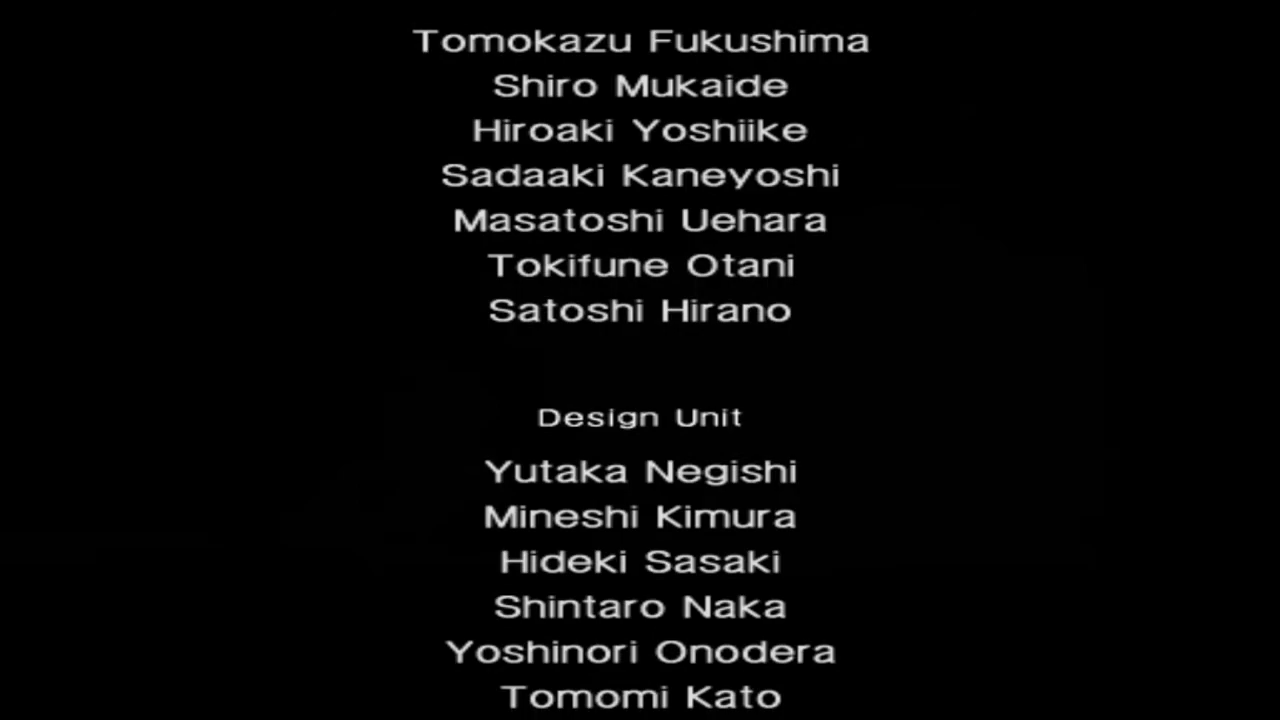 Tomokazu Fukushima
Shiro Mukaide
Hiroaki Yoshiike
Sadaaki Kaneyoshi
Masatoshi Uehara
Tokifune Otani
Satoshi Hirano
Design Unit
Yutaka Negishi
Mineshi Kimura
Hideki Sasaki
Shintaro Naka
Yoshinori Onodera
Tomomi Kato